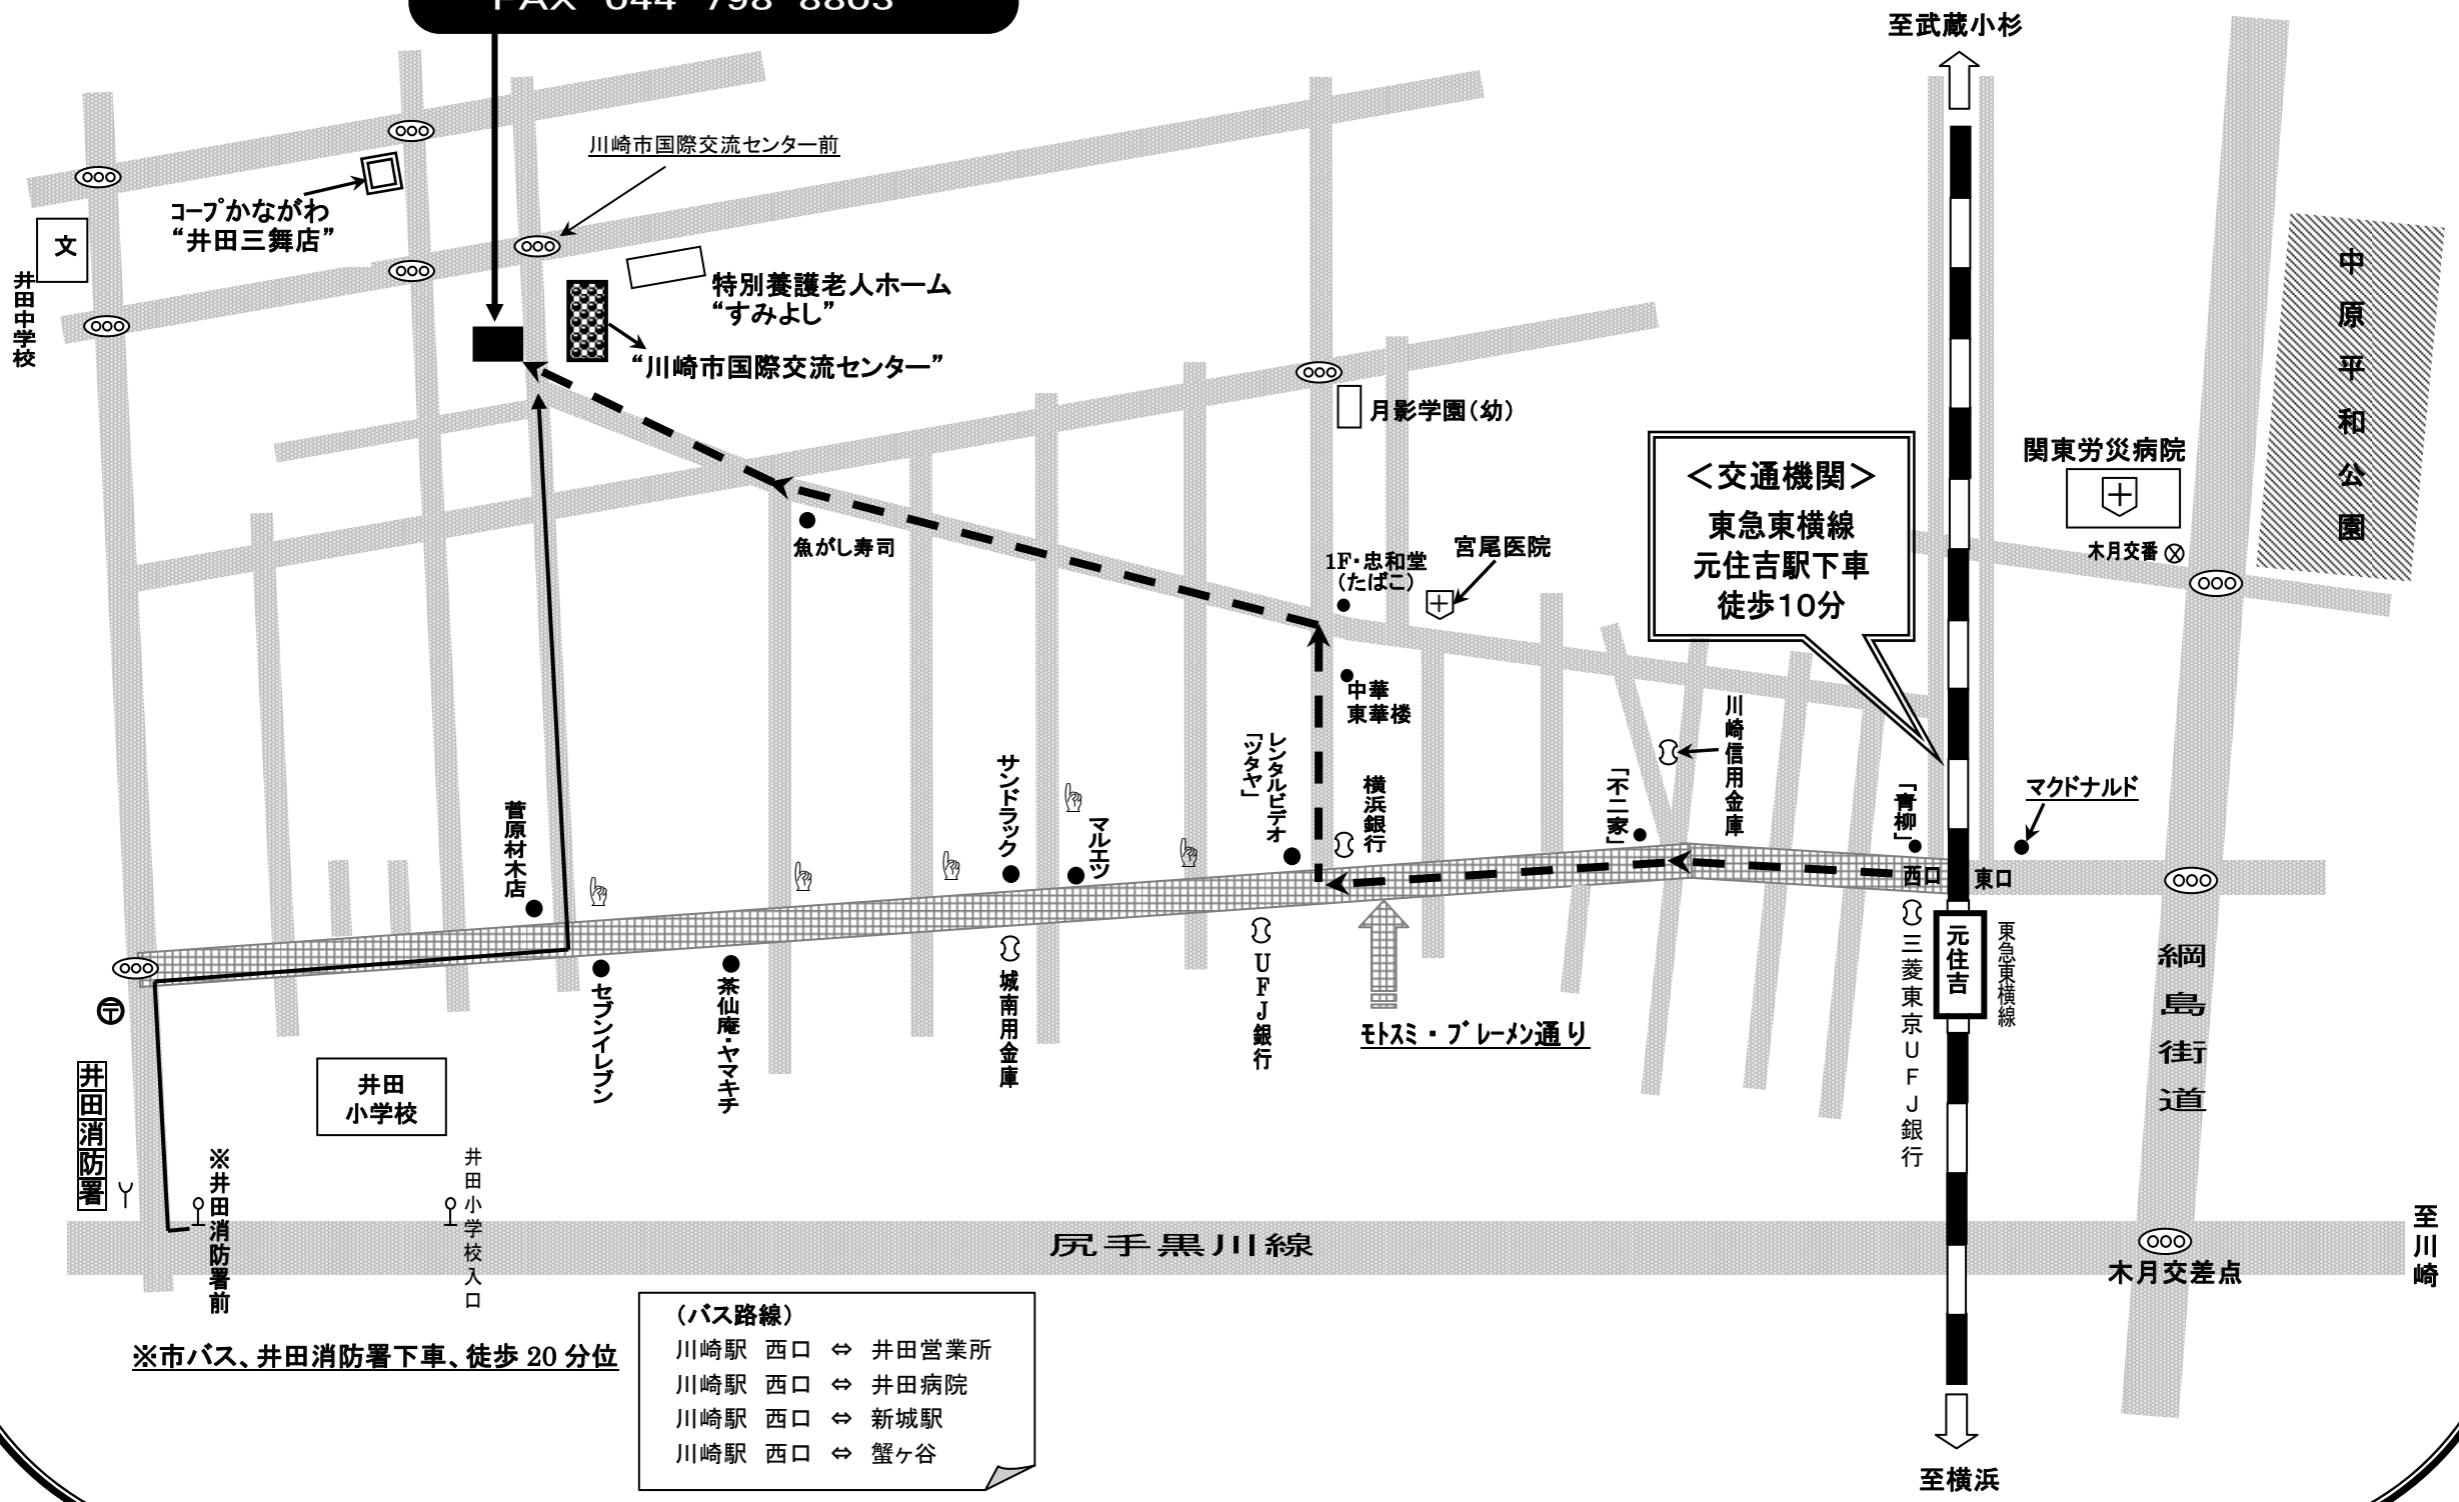 FAX 044-798-8863
至武蔵小杉
川崎市国際交流センター前
コープかながわ
“井田三舞店”
文
井田中学校
特別養護老人ホーム
“すみよし”
“川崎市国際交流センター”
月影学園(幼)
中原平和公園
＜交通機関＞
東急東横線
元住吉駅下車
徒歩10分
関東労災病院
木月交番
魚がし寿司
1F・忠和堂
(たばこ)
宮尾医院
中華
東華楼
川崎信用金庫
「不二家」
「青柳」
マクドナルド
横浜銀行
レンタルビデオ
「ツタヤ」
マルエツ
サンドラック
菅原材木店
西口
東口
元住吉
東急東横線
三菱東京UFJ銀行
綱島街道
UFJ銀行
城南用金庫
茶仙庵・ヤマキチ
セブンイレブン
モトスミ・ブレーメン通り
〒
井田
小学校
井田消防署
※井田消防署前
井田小学校入口
尻手黒川線
木月交差点
至川崎
※市バス、井田消防署下車、徒歩 20 分位
(バス路線)
川崎駅 西口 ⇔ 井田営業所
川崎駅 西口 ⇔ 井田病院
川崎駅 西口 ⇔ 新城駅
川崎駅 西口 ⇔ 蟹ヶ谷
至横浜